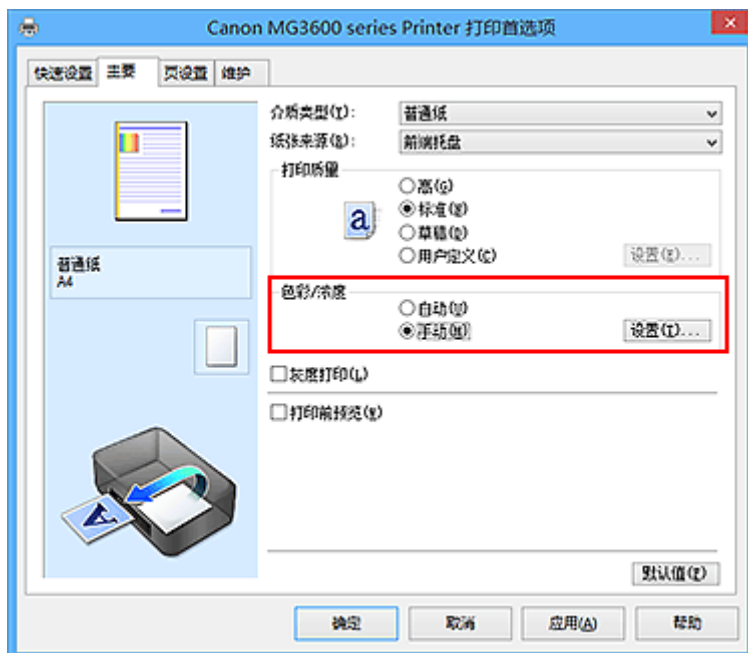 Canon MG3600 series Printer 打印首选项
快速设置 主要 页设置 维护
介质类型(I): 普通纸
纸张来源(R): 前端托盘
打印质量
高(G)
标准(N)
草稿(D)
用户定义(C) 设置(E)...
普通纸
A4
色彩/浓度
自动(U)
手动(M) 设置(T)...
灰度打印(L)
打印前预览(W)
默认值(F)
确定 取消 应用(A) 帮助